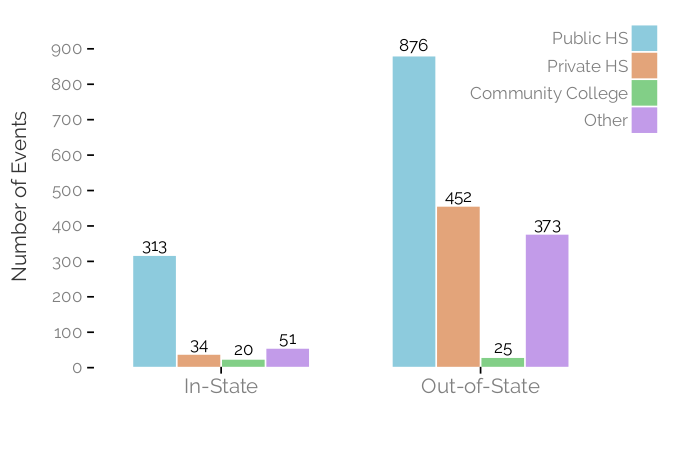 Public HS
Private HS
Community College
Other
Number of Events
900
800
700
600
500
400
300
200
100
0
313
34
20
51
876
452
25
373
In-State
Out-of-State